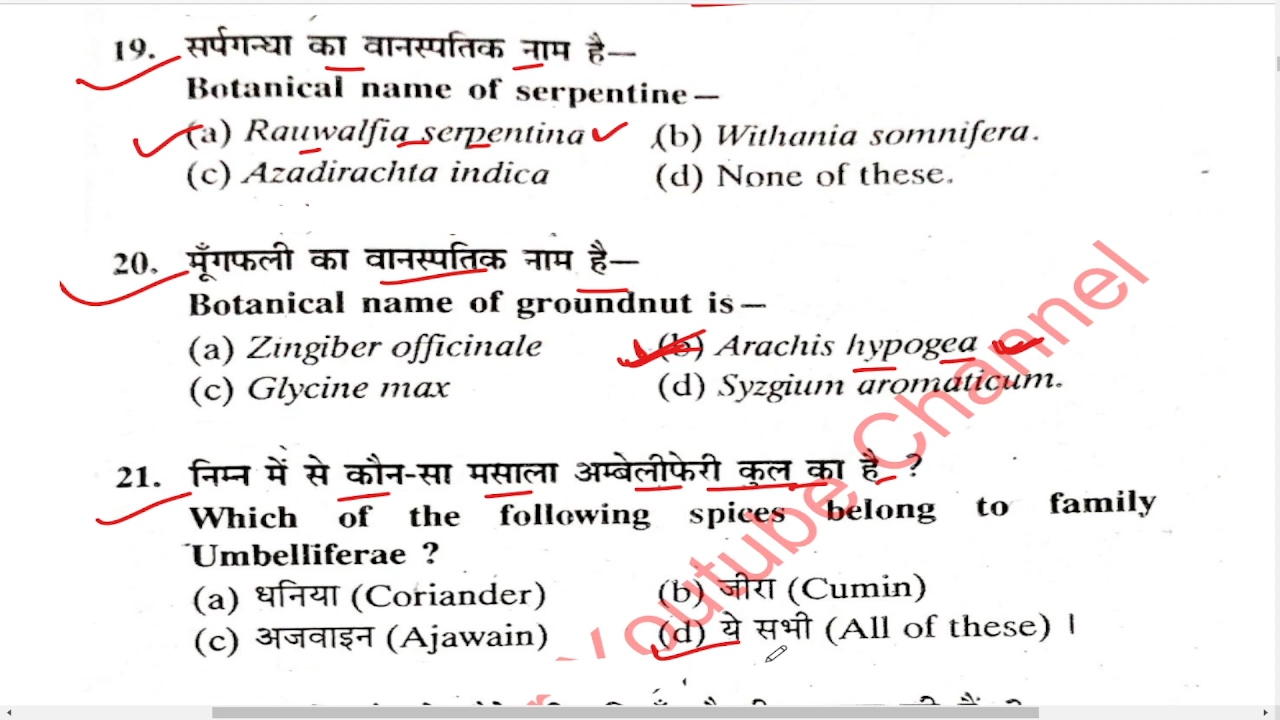 19. सर्पगन्धा का वानस्पतिक नाम है—
Botanical name of serpentine—
(a) Rauwalfia serpentina (b) Withania somnifera.
(c) Azadirachta indica (d) None of these.
20. मूँगफली का वानस्पतिक नाम है—
Botanical name of groundnut is—
(a) Zingiber officinale (b) Arachis hypogea
(c) Glycine max (d) Syzgium aromaticum.
21. निम्न में से कौन-सा मसाला अम्बेलीफेरी कुल का है ?
Which of the following spices belong to family
Umbelliferae ?
(a) धनिया (Coriander) (b) जीरा (Cumin)
(c) अजवाइन (Ajawain) (d) ये सभी (All of these) ।
Youtube Channel